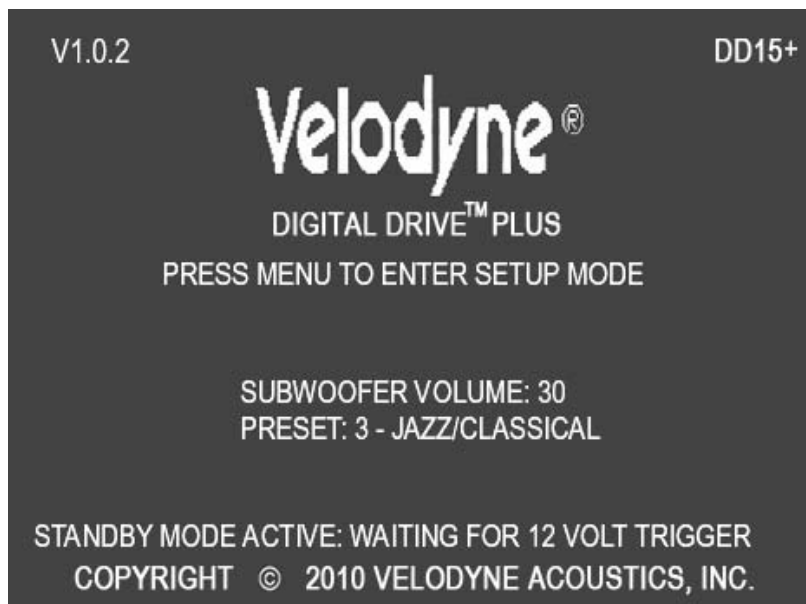 V1.0.2 DD15+
Velodyne®
DIGITAL DRIVE™ PLUS
PRESS MENU TO ENTER SETUP MODE
SUBWOOFER VOLUME: 30
PRESET: 3 - JAZZ/CLASSICAL
STANDBY MODE ACTIVE: WAITING FOR 12 VOLT TRIGGER
COPYRIGHT © 2010 VELODYNE ACOUSTICS, INC.